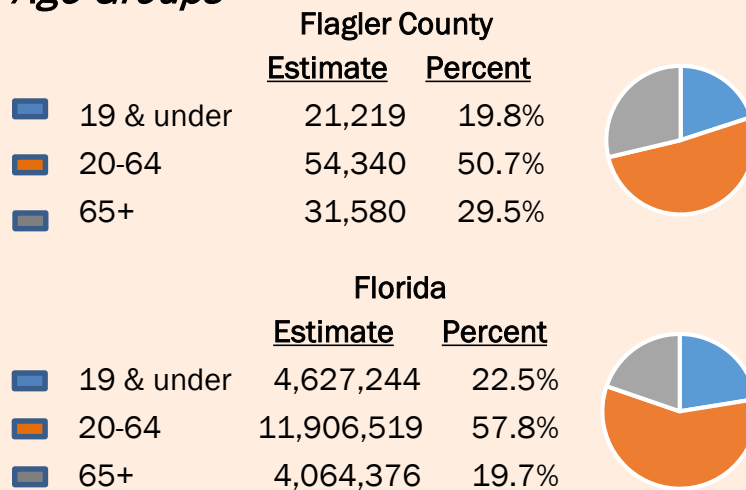 Age Groups
Flagler County
Estimate Percent
19 & under 21,219 19.8%
20-64 54,340 50.7%
65+ 31,580 29.5%
Florida
Estimate Percent
19 & under 4,627,244 22.5%
20-64 11,906,519 57.8%
65+ 4,064,376 19.7%